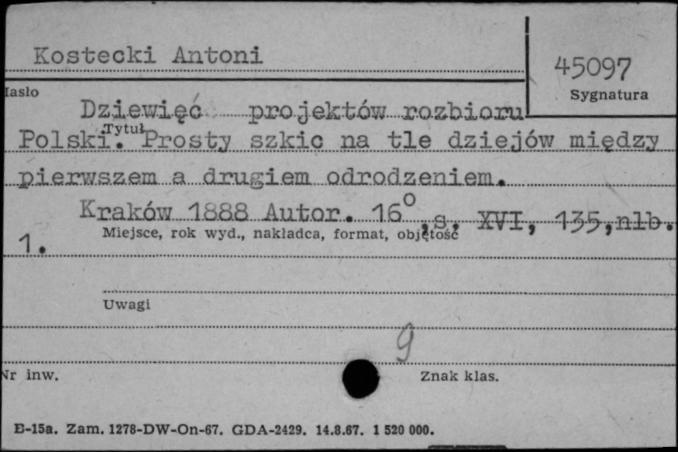 Kostecki Antoni
45097
Hasło
Sygnatura
Dziewięć projektów rozbioru
Tytuł
Polski. Prosty szkic na tle dziejów między
pierwszem a drugiem odrodzeniem.
Kraków 1888 Autor. 16°, s. XVI, 135, nlb.
Miejsce, rok wyd., nakładca, format, objętość
1.
Uwagi
9
Nr inw.
Znak klas.
E-15a. Zam. 1278-DW-On-67. GDA-2429. 14.8.67. 1 520 000.